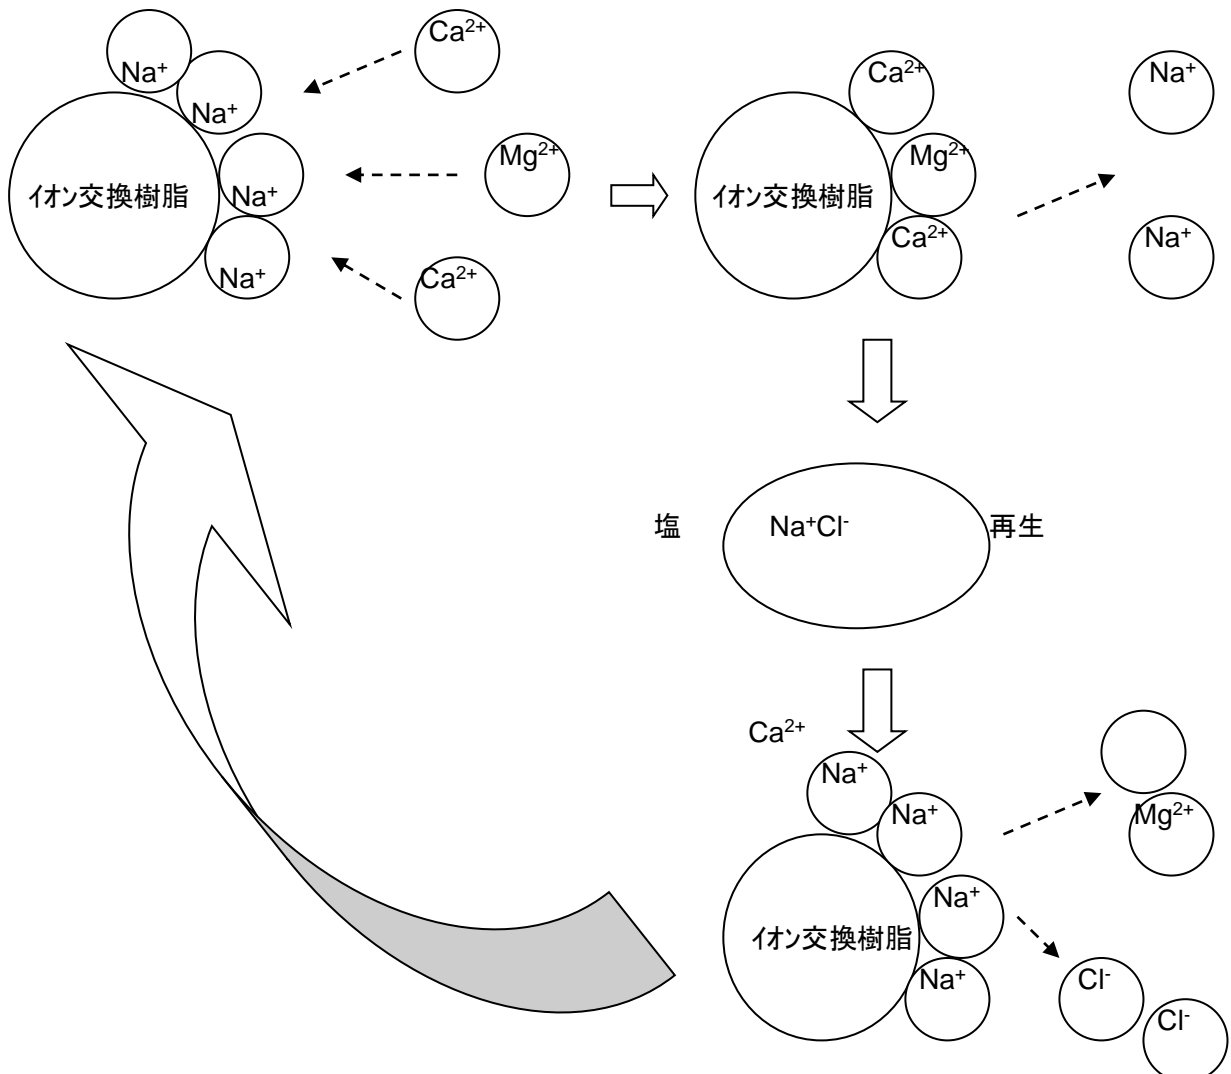 Ca²⁺
Na⁺
Na⁺
Mg²⁺
イオン交換樹脂
Na⁺
Na⁺
Ca²⁺
Ca²⁺
Na⁺
Mg²⁺
イオン交換樹脂
Ca²⁺
Na⁺
塩
Na⁺Cl⁻
再生
Ca²⁺
Na⁺
Na⁺
Mg²⁺
Na⁺
イオン交換樹脂
Na⁺
Cl⁻
Cl⁻